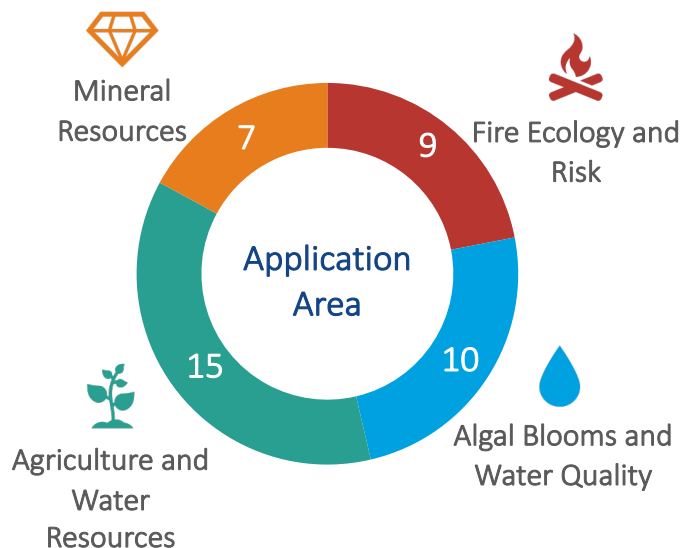 Mineral
Resources
7
9
Fire Ecology and
Risk
Application
Area
15
10
Agriculture and
Water
Resources
Algal Blooms and
Water Quality